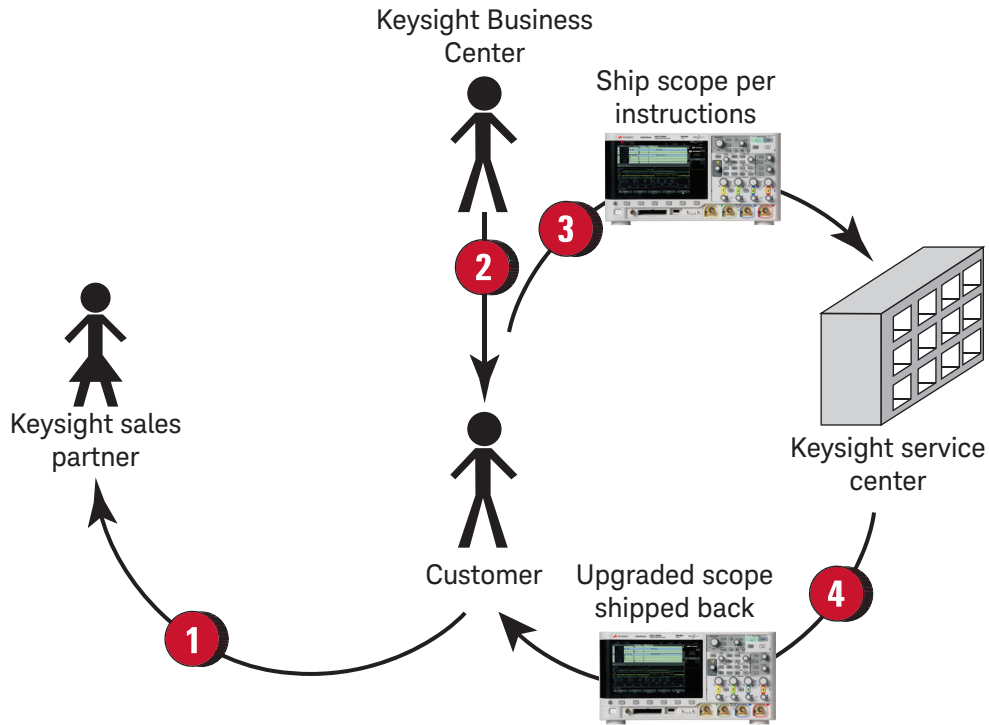 Keysight Business
Center
Ship scope per
instructions
3
2
Keysight sales
partner
Keysight service
center
Customer
Upgraded scope
shipped back
4
1